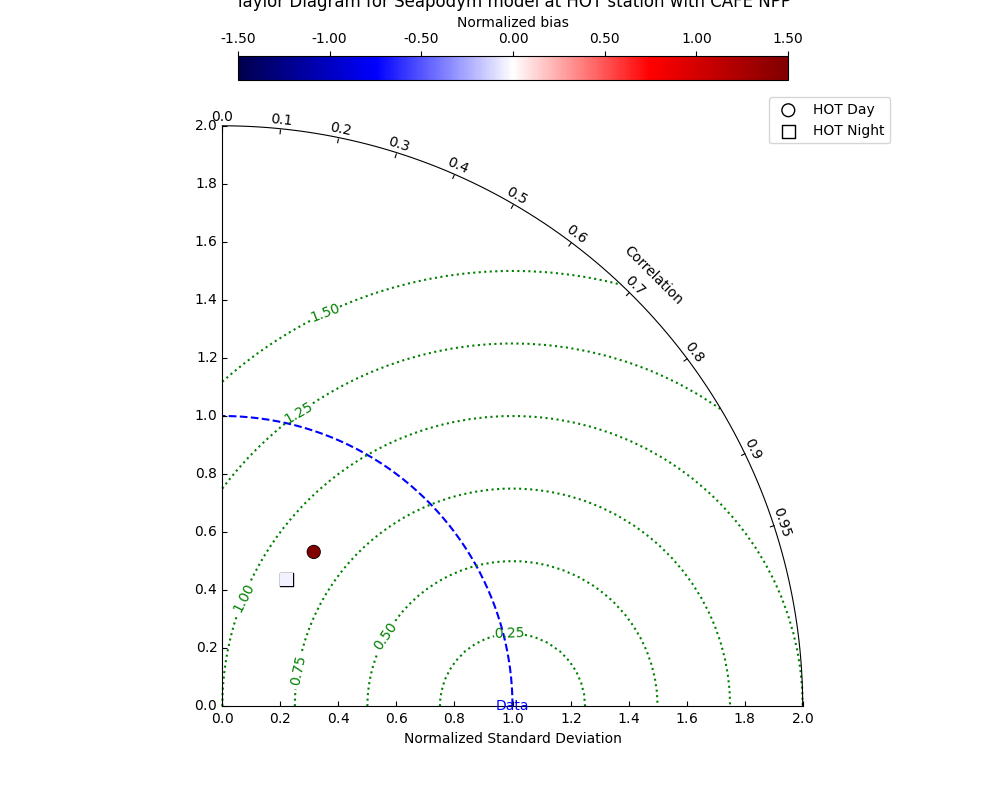 Taylor Diagram for Seapodym model at HOT station with CAFE NPP
Normalized bias
-1.50 -1.00 -0.50 0.00 0.50 1.00 1.50
HOT Day
HOT Night
0.0 0.1 0.2 0.3 0.4 0.5 0.6 0.7 0.8 0.9 0.95
Correlation
2.0
1.8
1.6
1.4
1.2
1.0
0.8
0.6
0.4
0.2
0.0
1.50
1.25
1.00
0.75
0.50
0.25
Data
0.0 0.2 0.4 0.6 0.8 1.0 1.2 1.4 1.6 1.8 2.0
Normalized Standard Deviation